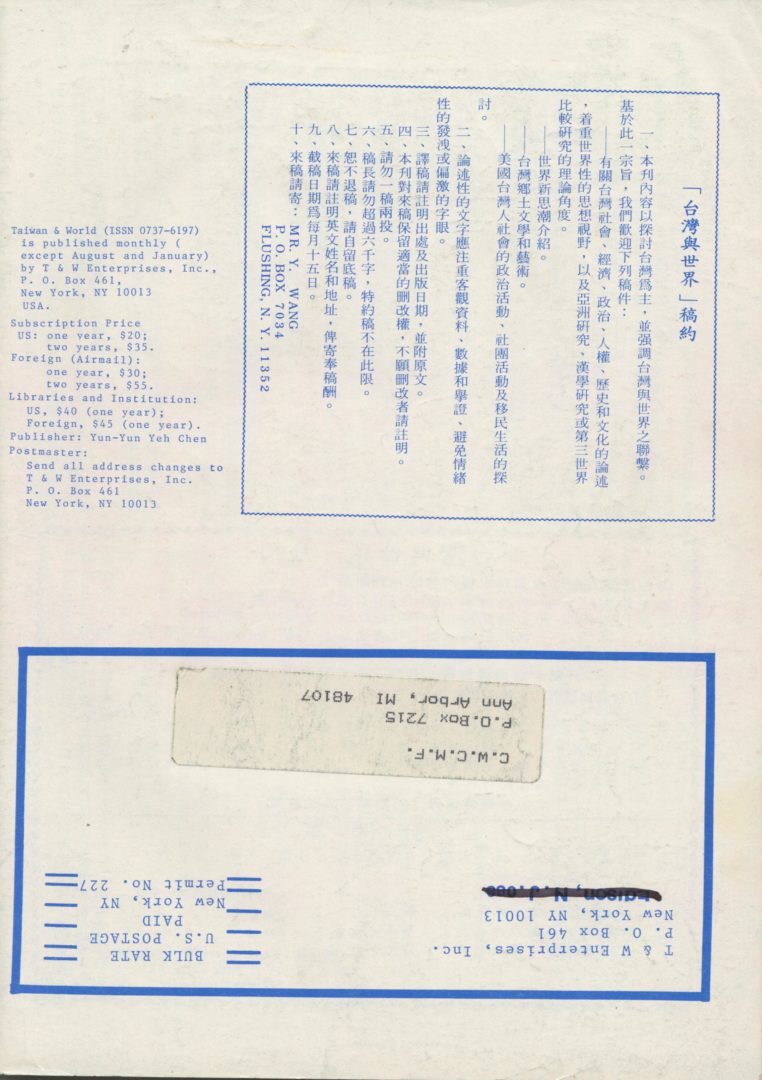 「台灣與世界」稿約
一、本刊內容以探討台灣爲主，並强調台灣與世界之聯繫。
基於此一宗旨，我們歡迎下列稿件：
──有關台灣社會、經濟、政治、人權、歷史和文化的論述
，着重世界性的思想視野，以及亞洲研究、漢學研究或第三世界
比較研究的理論角度。
──世界新思潮介紹。
──台灣鄉土文學和藝術。
──美國台灣人社會的政治活動、社團活動及移民生活的探
討。
二、論述性的文字應注重客觀資料、數據和舉證、避免情緒
性的發洩或偏激的字眼。
三、譯稿請註明出處及出版日期，並附原文。
四、本刊對來稿保留適當的刪改權，不願刪改者請註明。
五、請勿一稿兩投。
六、稿長請勿超過六千字，特約稿不在此限。
七、恕不退稿，請自留底稿。
八、來稿請註明英文姓名和地址，俾寄奉稿酬。
九、截稿日期爲每月十五日。
十、來稿請寄：MR. Y. WANG
P. O. BOX 7034
FLUSHING, N. Y. 11352
Taiwan & World (ISSN 0737-6197)
is published monthly (
except August and January)
by T & W Enterprises, Inc.,
P. O. Box 461,
New York, NY 10013
USA.
Subscription Price
US: one year, $20;
two years, $35.
Foreign (Airmail):
one year, $30;
two years, $55.
Libraries and Institution:
US, $40 (one year);
Foreign, $45 (one year).
Publisher: Yun-Yun Yeh Chen
Postmaster:
Send all address changes to
T & W Enterprises, Inc.
P. O. Box 461
New York, NY 10013
T & W Enterprises, Inc.
P. O. Box 461
New York, NY 10013
BULK RATE
U.S. POSTAGE
PAID
New York, NY
Permit No. 227
C.W.C.M.F.
P.O.Box 7215
Ann Arbor, MI 48107